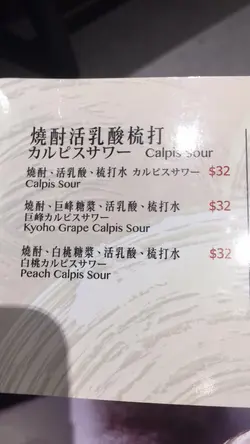 燒酎活乳酸梳打
カルピスサワー Calpis Sour
燒酎、活乳酸、梳打水 カルピスサワー $32
Calpis Sour
燒酎、巨峰糖漿、活乳酸、梳打水 $32
巨峰カルピスサワー
Kyoho Grape Calpis Sour
燒酎、白桃糖漿、活乳酸、梳打水 $32
白桃カルピスサワー
Peach Calpis Sour